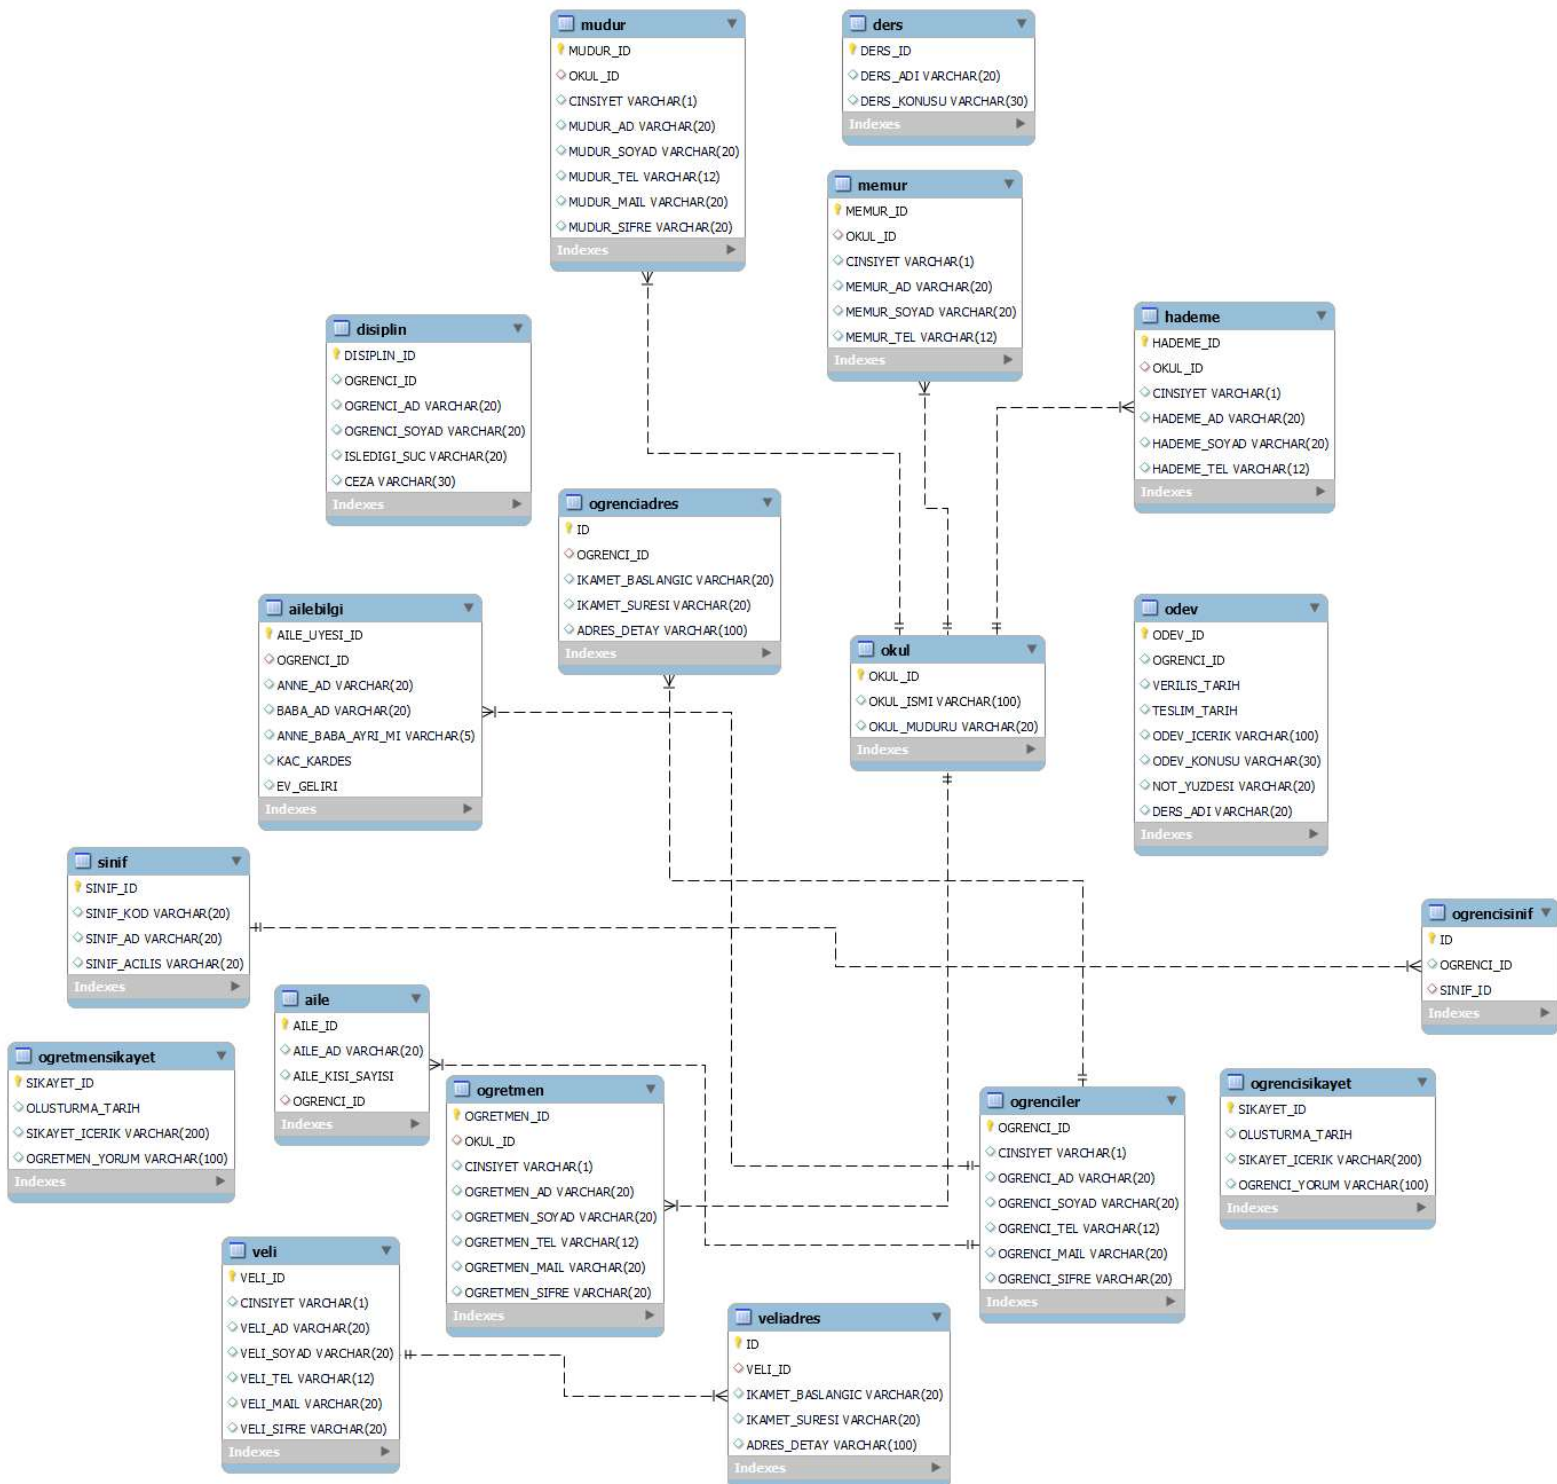 mudur
MUDUR_ID
OKUL_ID
CINSIYET VARCHAR(1)
MUDUR_AD VARCHAR(20)
MUDUR_SOYAD VARCHAR(20)
MUDUR_TEL VARCHAR(12)
MUDUR_MAIL VARCHAR(20)
MUDUR_SIFRE VARCHAR(20)
Indexes
ders
DERS_ID
DERS_ADI VARCHAR(20)
DERS_KONUSU VARCHAR(30)
Indexes
memur
MEMUR_ID
OKUL_ID
CINSIYET VARCHAR(1)
MEMUR_AD VARCHAR(20)
MEMUR_SOYAD VARCHAR(20)
MEMUR_TEL VARCHAR(12)
Indexes
hademe
HADEME_ID
OKUL_ID
CINSIYET VARCHAR(1)
HADEME_AD VARCHAR(20)
HADEME_SOYAD VARCHAR(20)
HADEME_TEL VARCHAR(12)
Indexes
disiplin
DISIPLIN_ID
OGRENCI_ID
OGRENCI_AD VARCHAR(20)
OGRENCI_SOYAD VARCHAR(20)
ISLEDIGI_SUC VARCHAR(20)
CEZA VARCHAR(30)
Indexes
ogrenciadres
ID
OGRENCI_ID
IKAMET_BASLANGIC VARCHAR(20)
IKAMET_SURESI VARCHAR(20)
ADRES_DETAY VARCHAR(100)
Indexes
ailebilgi
AILE_UYESI_ID
OGRENCI_ID
ANNE_AD VARCHAR(20)
BABA_AD VARCHAR(20)
ANNE_BABA_AYRI_MI VARCHAR(5)
KAC_KARDES
EV_GELIRI
Indexes
okul
OKUL_ID
OKUL_ISMI VARCHAR(100)
OKUL_MUDURU VARCHAR(20)
Indexes
odev
ODEV_ID
OGRENCI_ID
VERILIS_TARIH
TESLIM_TARIH
ODEV_ICERIK VARCHAR(100)
ODEV_KONUSU VARCHAR(30)
NOT_YUZDESI VARCHAR(20)
DERS_ADI VARCHAR(20)
Indexes
sinif
SINIF_ID
SINIF_KOD VARCHAR(20)
SINIF_AD VARCHAR(20)
SINIF_ACILIS VARCHAR(20)
Indexes
ogrencisinif
ID
OGRENCI_ID
SINIF_ID
Indexes
aile
AILE_ID
AILE_AD VARCHAR(20)
AILE_KISI_SAYISI
OGRENCI_ID
Indexes
ogretmensikayet
SIKAYET_ID
OLUSTURMA_TARIH
SIKAYET_ICERIK VARCHAR(200)
OGRETMEN_YORUM VARCHAR(100)
Indexes
ogretmen
OGRETMEN_ID
OKUL_ID
CINSIYET VARCHAR(1)
OGRETMEN_AD VARCHAR(20)
OGRETMEN_SOYAD VARCHAR(20)
OGRETMEN_TEL VARCHAR(12)
OGRETMEN_MAIL VARCHAR(20)
OGRETMEN_SIFRE VARCHAR(20)
Indexes
ogrenciler
OGRENCI_ID
CINSIYET VARCHAR(1)
OGRENCI_AD VARCHAR(20)
OGRENCI_SOYAD VARCHAR(20)
OGRENCI_TEL VARCHAR(12)
OGRENCI_MAIL VARCHAR(20)
OGRENCI_SIFRE VARCHAR(20)
Indexes
ogrencisikayet
SIKAYET_ID
OLUSTURMA_TARIH
SIKAYET_ICERIK VARCHAR(200)
OGRENCI_YORUM VARCHAR(100)
Indexes
veli
VELI_ID
CINSIYET VARCHAR(1)
VELI_AD VARCHAR(20)
VELI_SOYAD VARCHAR(20)
VELI_TEL VARCHAR(12)
VELI_MAIL VARCHAR(20)
VELI_SIFRE VARCHAR(20)
Indexes
veliadres
ID
VELI_ID
IKAMET_BASLANGIC VARCHAR(20)
IKAMET_SURESI VARCHAR(20)
ADRES_DETAY VARCHAR(100)
Indexes